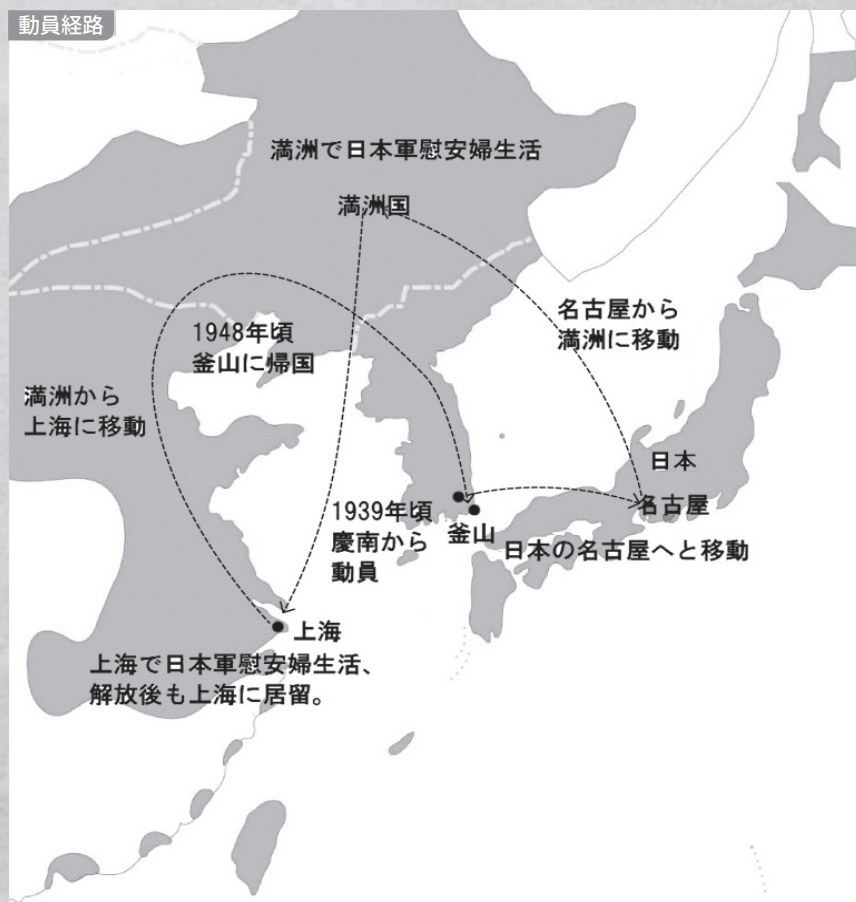 動員経路
満洲で日本軍慰安婦生活
満洲国
名古屋から
満洲に移動
1948年頃
釜山に帰国
満洲から
上海に移動
日本
名古屋
1939年頃
慶南から
動員
釜山
日本の名古屋へと移動
上海
上海で日本軍慰安婦生活、
解放後も上海に居留。